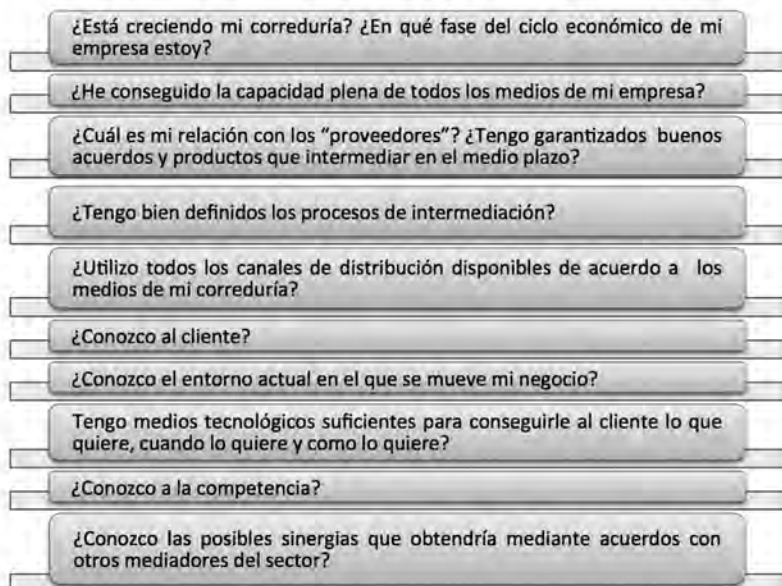 ¿Está creciendo mi correduría? ¿En qué fase del ciclo económico de mi
empresa estoy?
¿He conseguido la capacidad plena de todos los medios de mi empresa?
¿Cuál es mi relación con los “proveedores”? ¿Tengo garantizados buenos
acuerdos y productos que intermediar en el medio plazo?
¿Tengo bien definidos los procesos de intermediación?
¿Utilizo todos los canales de distribución disponibles de acuerdo a los
medios de mi correduría?
¿Conozco al cliente?
¿Conozco el entorno actual en el que se mueve mi negocio?
Tengo medios tecnológicos suficientes para conseguirle al cliente lo que
quiere, cuando lo quiere y como lo quiere?
¿Conozco a la competencia?
¿Conozco las posibles sinergias que obtendría mediante acuerdos con
otros mediadores del sector?